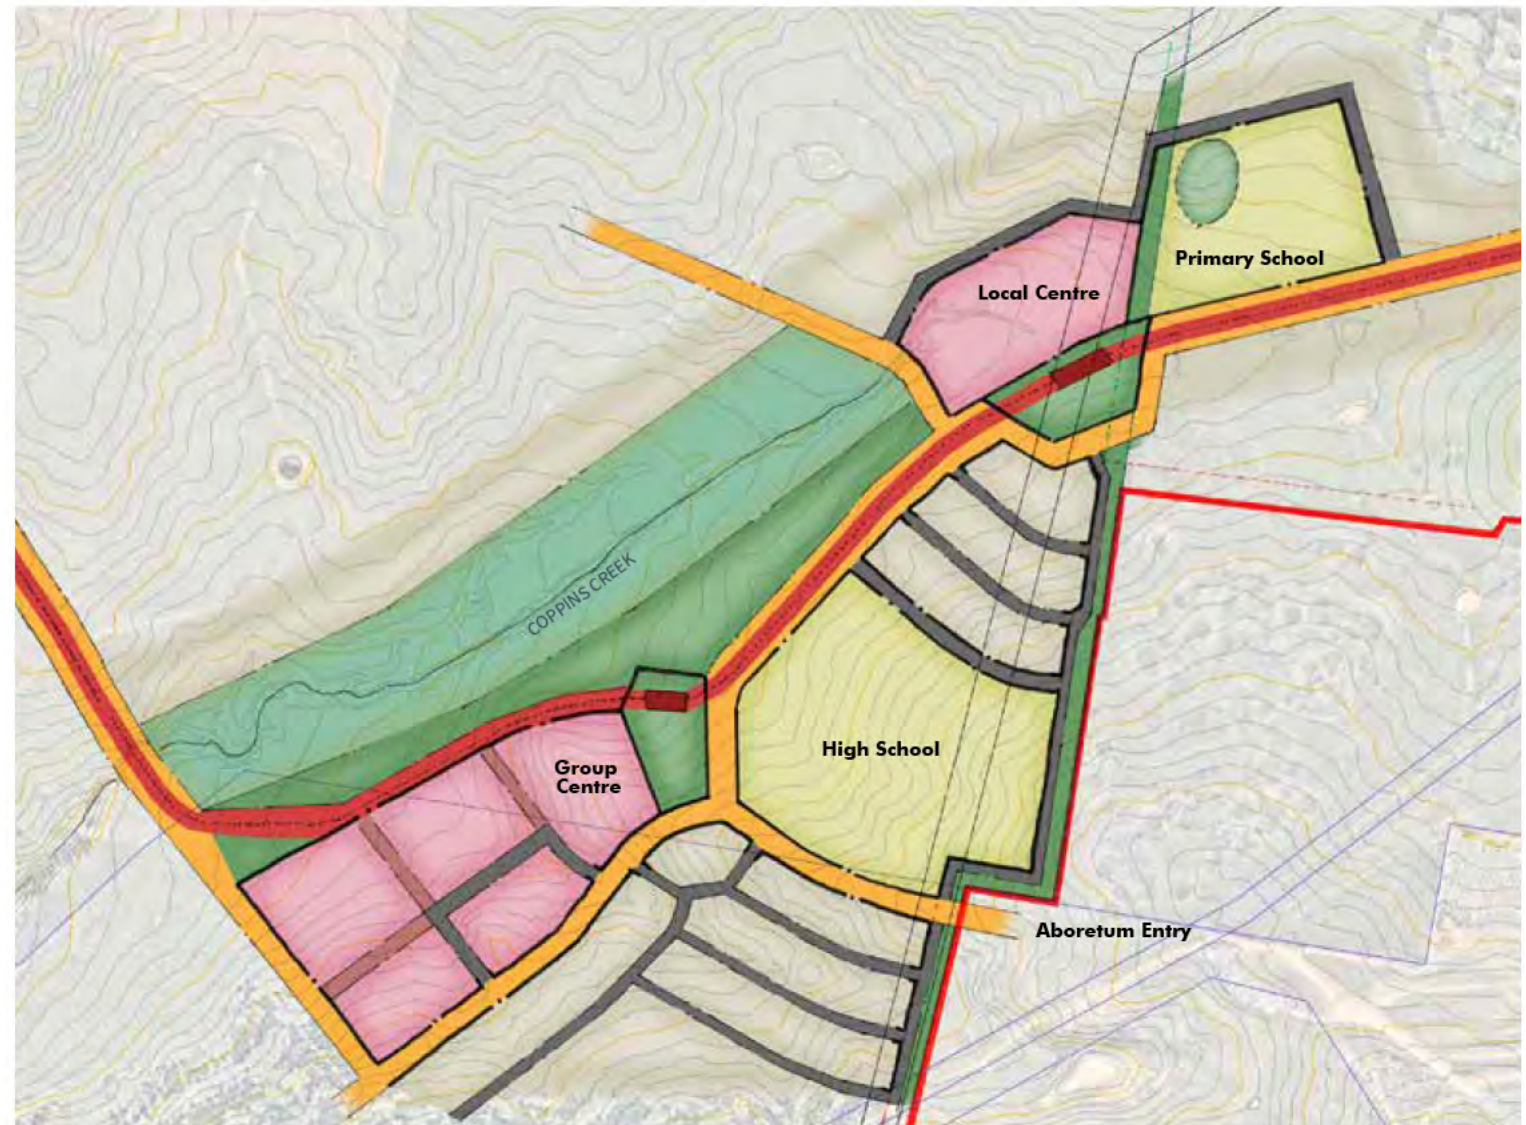 Primary School
Local Centre
COPPINS CREEK
High School
Group
Centre
Aboretum Entry